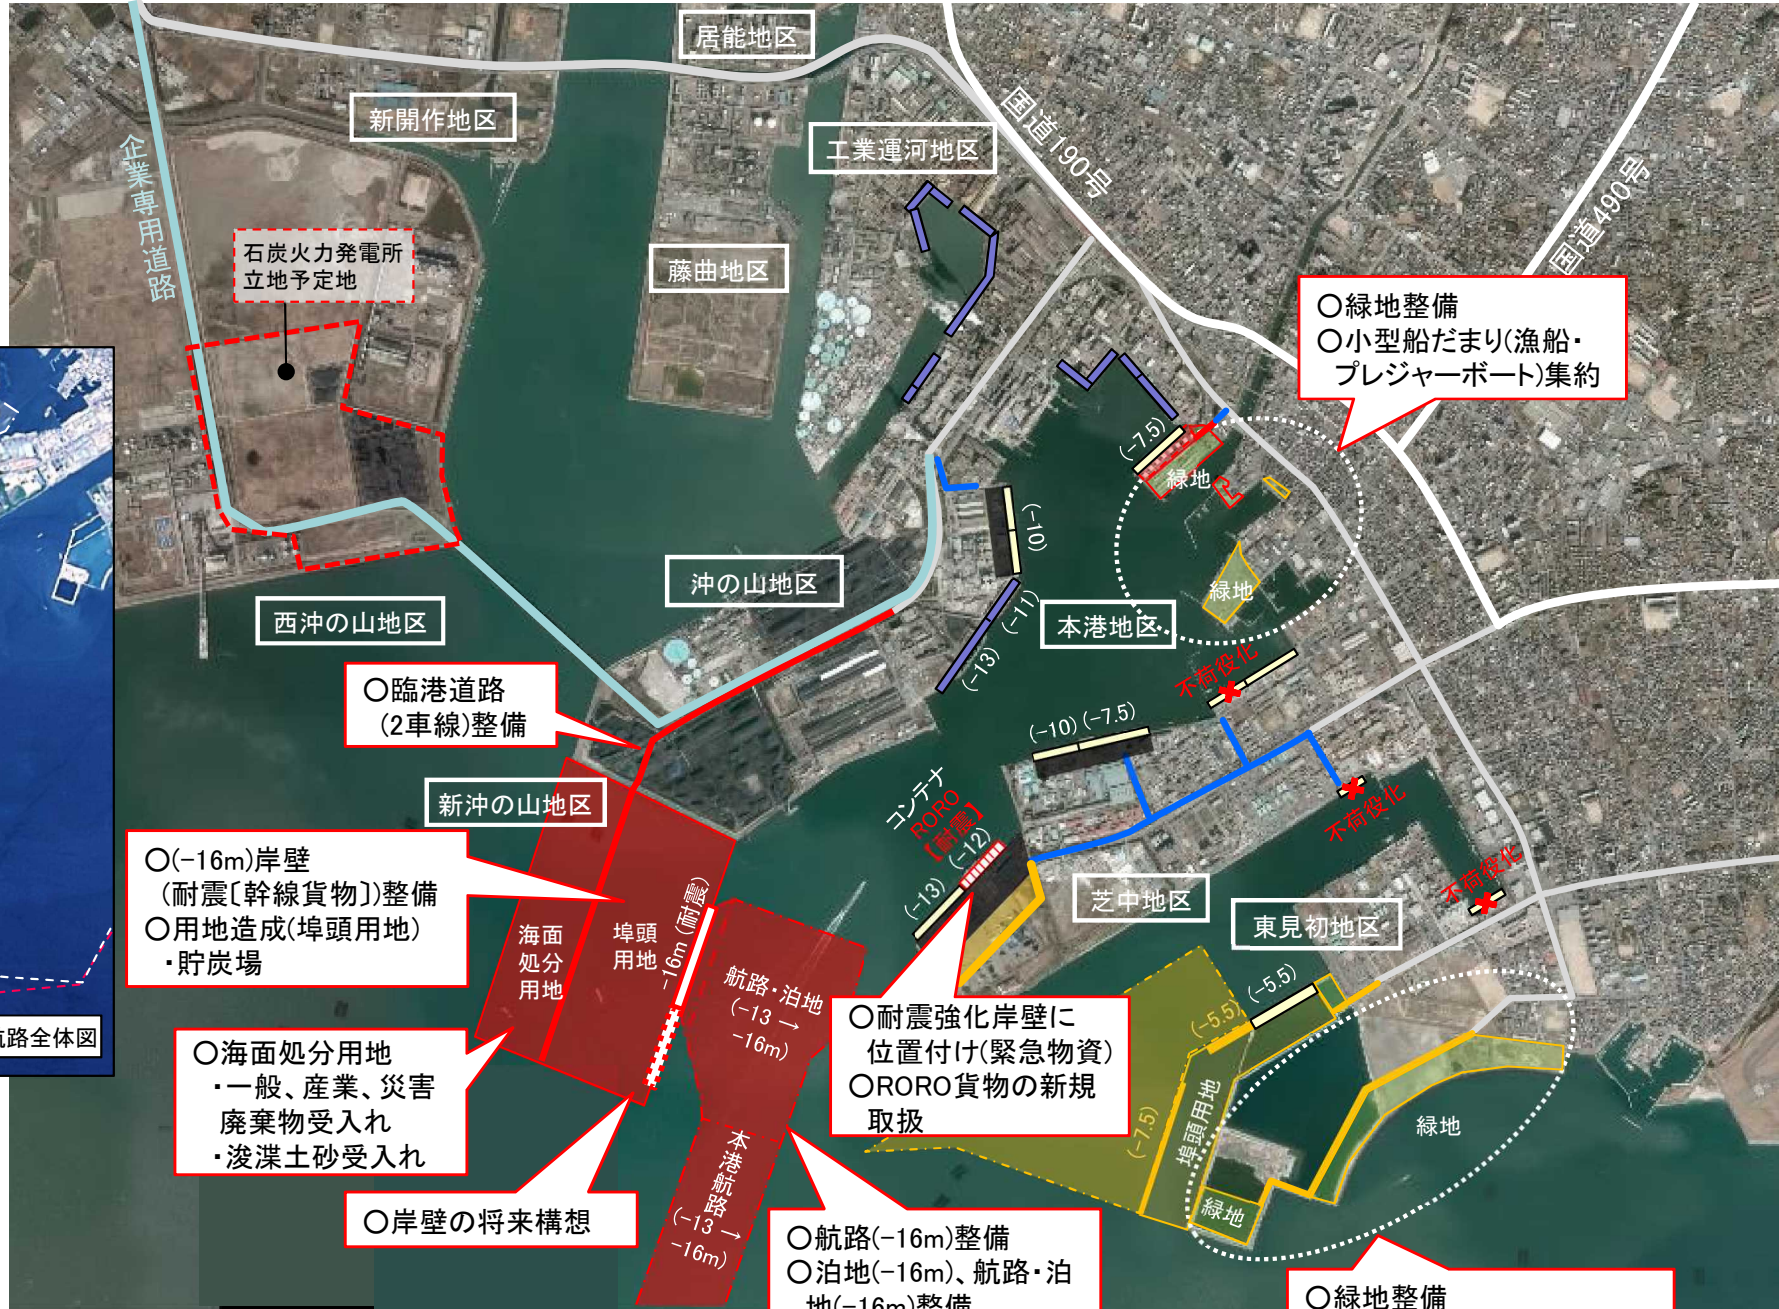 居能地区
新開作地区
工業運河地区
国道190号
国道490号
企業専用道路
石炭火力発電所
立地予定地
藤曲地区
○緑地整備
○小型船だまり(漁船・
プレジャーボート)集約
(-7.5)
緑地
(-10)
緑地
沖の山地区
(-11)
(-13)
本港地区
西沖の山地区
○臨港道路
(2車線)整備
不荷役化
(-10)
(-7.5)
新沖の山地区
コンテナ
RORO
【耐震】
(-12)
(-13)
不荷役化
不荷役化
芝中地区
東見初地区
○(-16m)岸壁
(耐震〔幹線貨物〕)整備
○用地造成(埠頭用地)
・貯炭場
海面
処分
用地
埠頭
用地
-16m(耐震)
航路・泊地
(-13→
-16m)
○耐震強化岸壁に
位置付け(緊急物資)
○RORO貨物の新規
取扱
(-5.5)
(-5.5)
(-7.5)
埠頭用地
緑地
緑地
航路全体図
○海面処分用地
・一般、産業、災害
廃棄物受入れ
・浚渫土砂受入れ
○岸壁の将来構想
本港航路
(-13→
-16m)
○航路(-16m)整備
○泊地(-16m)、航路・泊
地(-16m)整備
○緑地整備